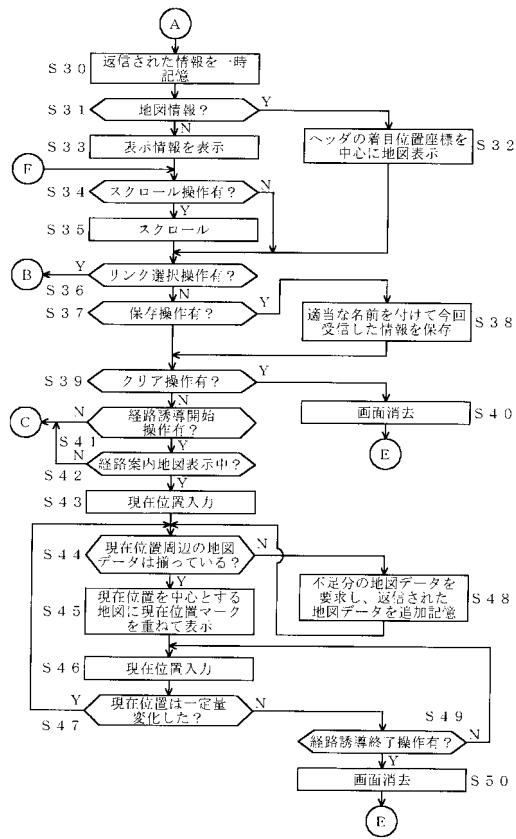 A
S30
返信された情報を一時
記憶
S31
地図情報？
Y
N
S33
表示情報を表示
ヘッダの着目位置座標を
中心に地図表示
S32
F
S34
スクロール操作有？
N
Y
S35
スクロール
B
Y
リンク選択操作有？
S36
N
S37
保存操作有？
Y
N
適当な名前を付けて今回
受信した情報を保存
S38
S39
クリア操作有？
Y
N
画面消去
S40
E
C
N
経路誘導開始
操作有？
S41
Y
N
経路案内地図表示中？
S42
Y
S43
現在位置入力
S44
現在位置周辺の地図
データは揃っている？
N
Y
不足分の地図データを
要求し、返信された
地図データを追加記憶
S48
S45
現在位置を中心とする
地図に現在位置マーク
を重ねて表示
S46
現在位置入力
Y
現在位置は一定量
変化した？
N
S47
S49
経路誘導終了操作有？
N
Y
画面消去
S50
E